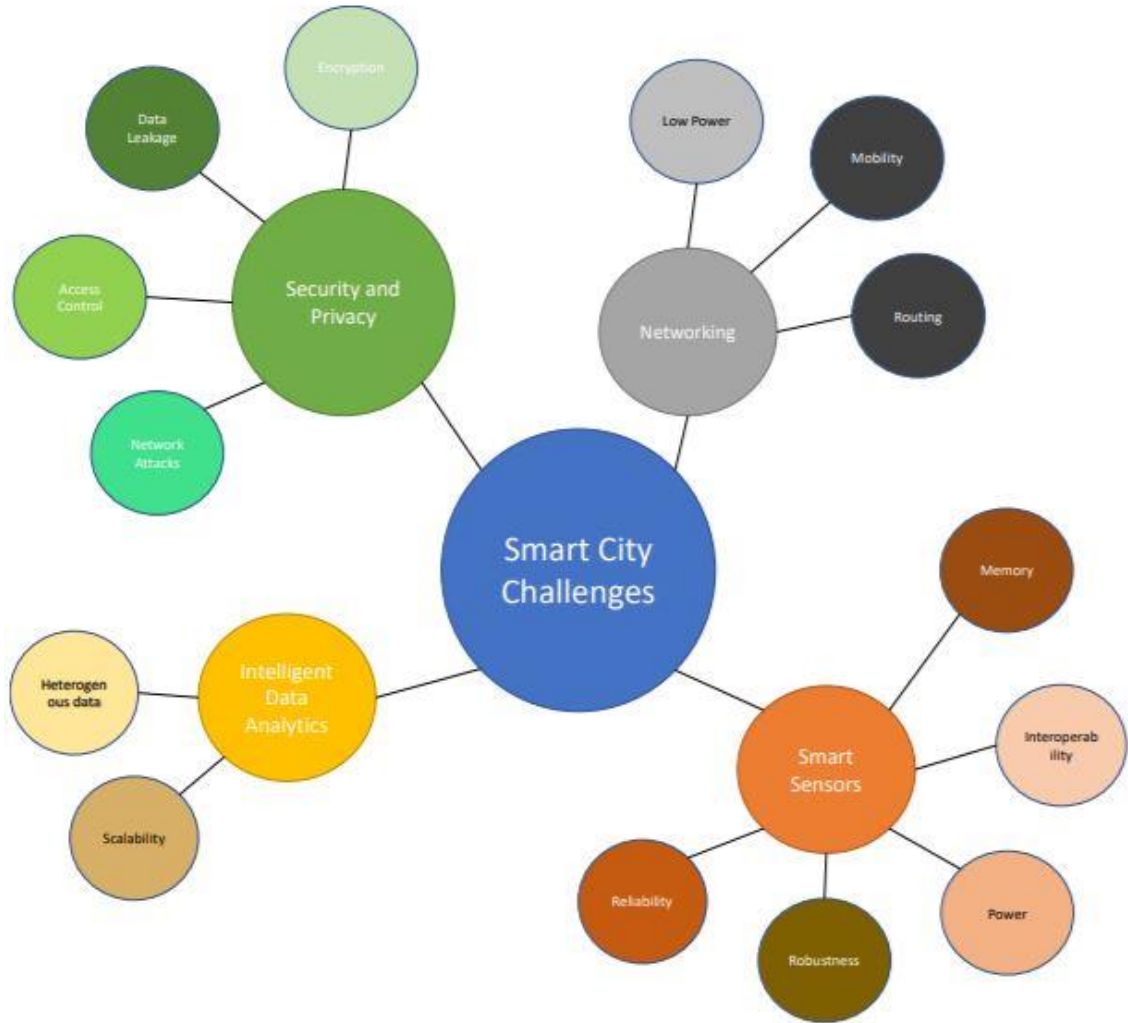 Encryption
Data
Leakage
Low Power
Mobility
Access
Control
Security and
Privacy
Networking
Routing
Network
Attacks
Smart City
Challenges
Memory
Heterogen
ous data
Intelligent
Data
Analytics
Interoperab
ility
Smart
Sensors
Scalability
Reliability
Power
Robustness